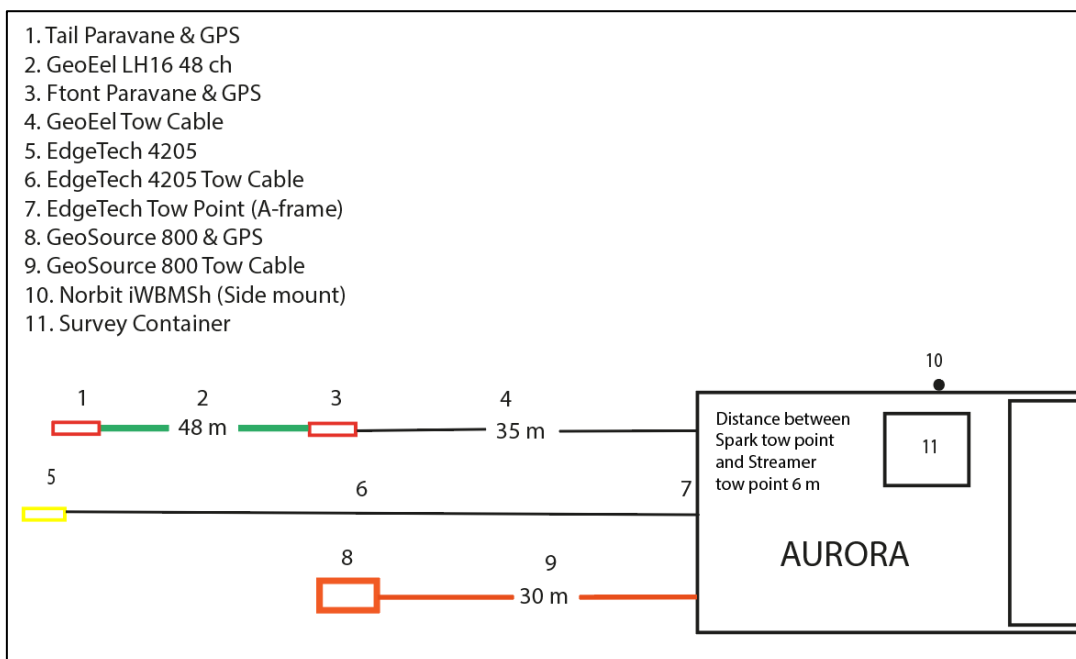 1. Tail Paravane & GPS
2. GeoEel LH16 48 ch
3. Ftont Paravane & GPS
4. GeoEel Tow Cable
5. EdgeTech 4205
6. EdgeTech 4205 Tow Cable
7. EdgeTech Tow Point (A-frame)
8. GeoSource 800 & GPS
9. GeoSource 800 Tow Cable
10. Norbit iWBMSh (Side mount)
11. Survey Container
10
1 2 3 4
48 m 35 m
Distance between
Spark tow point
and Streamer
tow point 6 m
11
5 6 7
AURORA
8 9
30 m